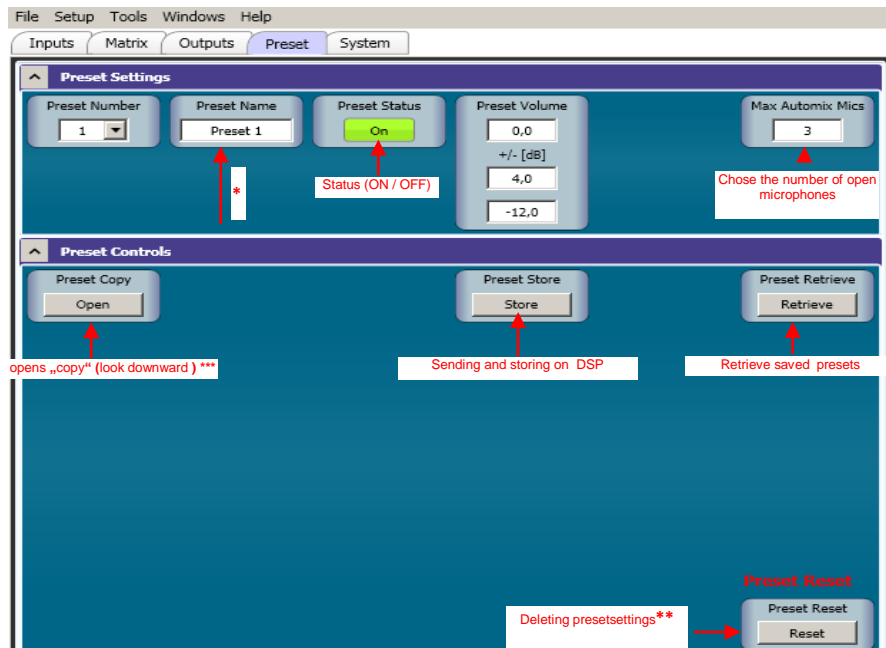 File Setup Tools Windows Help
Inputs Matrix Outputs Preset System
Preset Settings
Preset Number Preset Name Preset Status Preset Volume Max Automix Mics
1 Preset 1 On 0,0 3
+/- [dB]
4,0
-12,0
*
Status (ON / OFF)
Chose the number of open
microphones
Preset Controls
Preset Copy Preset Store Preset Retrieve
Open Store Retrieve
opens „copy“ (look downward ) ***
Sending and storing on DSP
Retrieve saved presets
Preset Reset
Deleting presetsettings**
Preset Reset
Reset